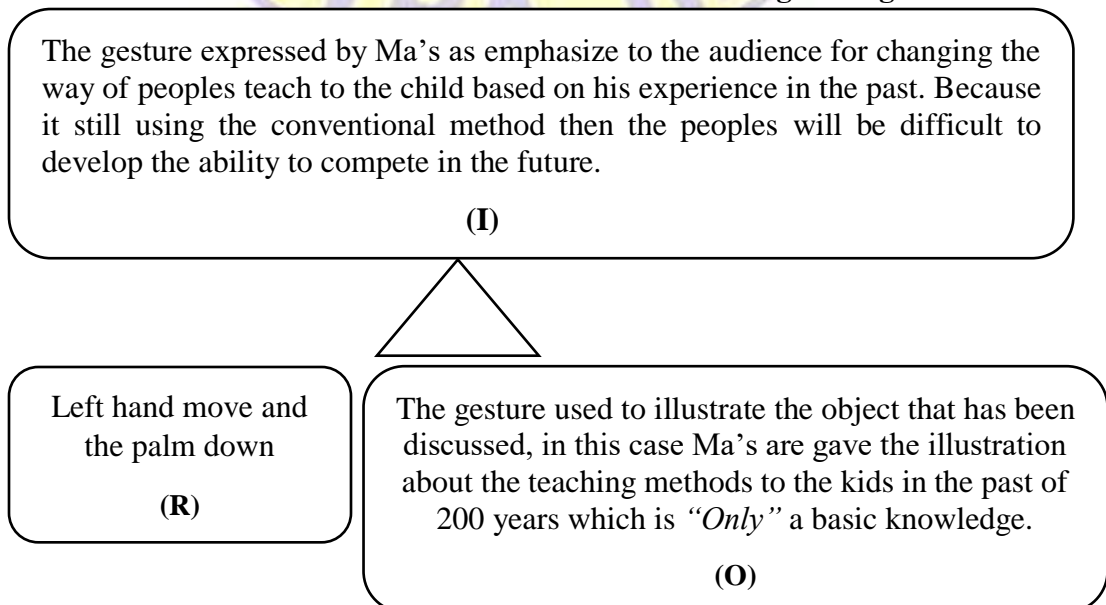 The gesture expressed by Ma's as emphasize to the audience for changing the
way of peoples teach to the child based on his experience in the past. Because
it still using the conventional method then the peoples will be difficult to
develop the ability to compete in the future.
(I)
Left hand move and
the palm down
(R)
The gesture used to illustrate the object that has been
discussed, in this case Ma's are gave the illustration
about the teaching methods to the kids in the past of
200 years which is “Only” a basic knowledge.
(O)